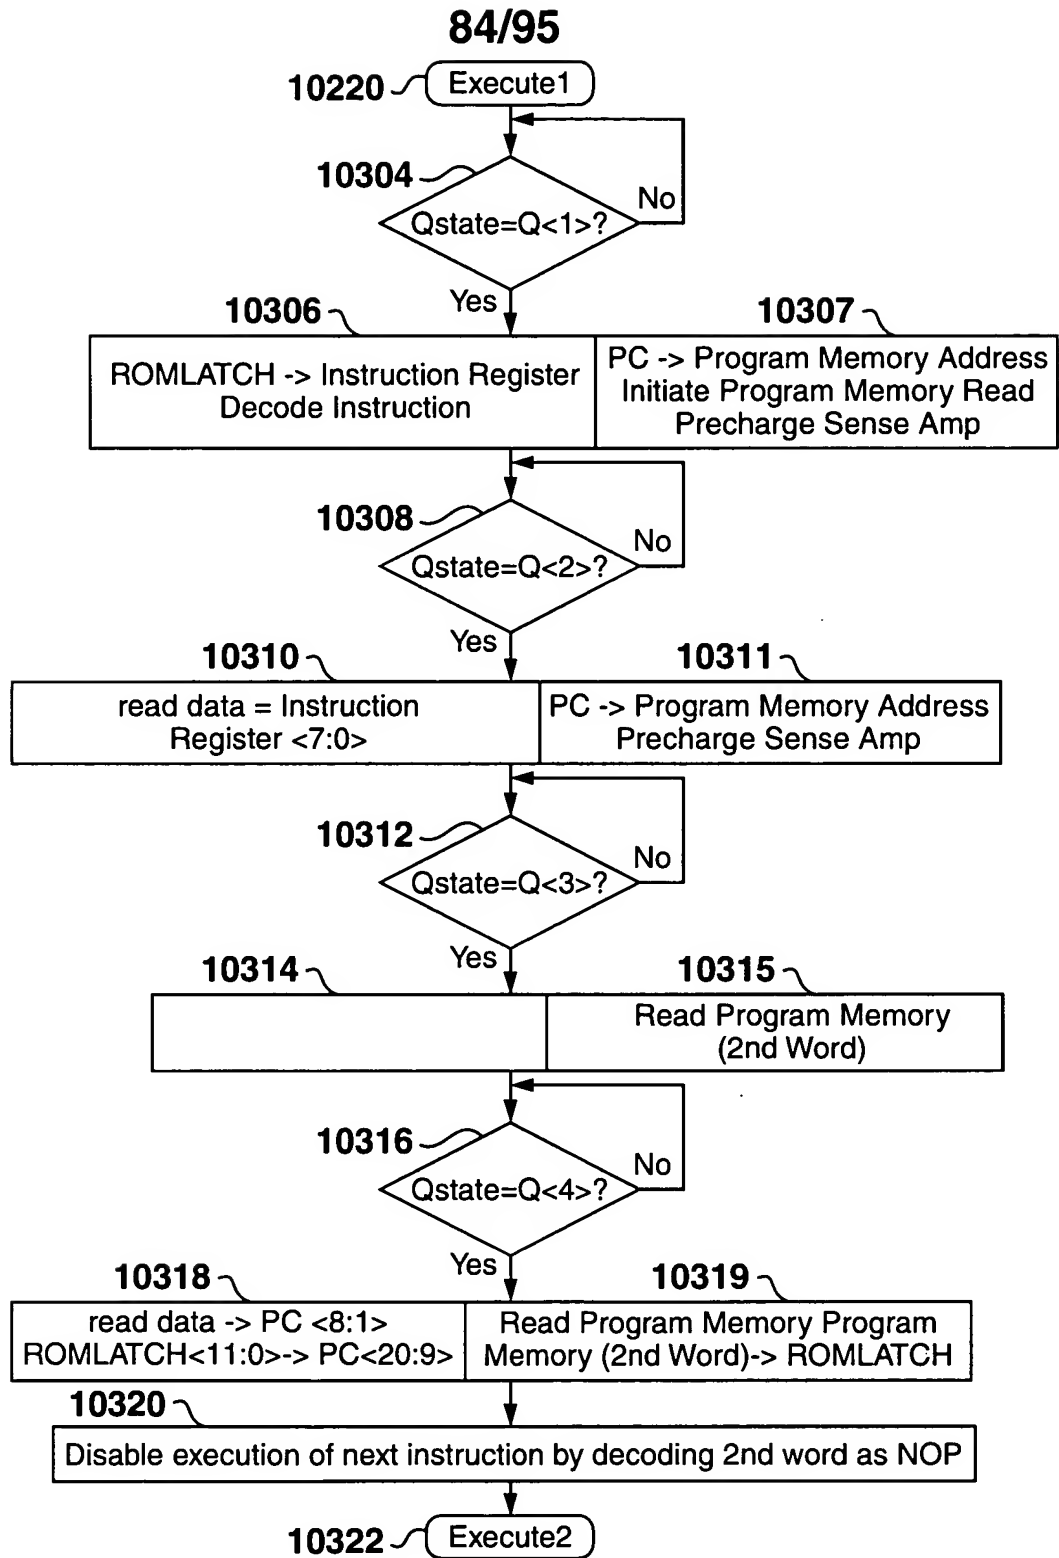 84/95
10220
Execute1
10304
Qstate=Q<1>?
No
Yes
10306
10307
ROMLATCH -> Instruction Register
Decode Instruction
PC -> Program Memory Address
Initiate Program Memory Read
Precharge Sense Amp
10308
Qstate=Q<2>?
No
Yes
10310
10311
read data = Instruction
Register <7:0>
PC -> Program Memory Address
Precharge Sense Amp
10312
Qstate=Q<3>?
No
Yes
10314
10315
Read Program Memory
(2nd Word)
10316
Qstate=Q<4>?
No
Yes
10318
10319
read data -> PC <8:1>
ROMLATCH<11:0>-> PC<20:9>
Read Program Memory Program
Memory (2nd Word)-> ROMLATCH
10320
Disable execution of next instruction by decoding 2nd word as NOP
10322
Execute2